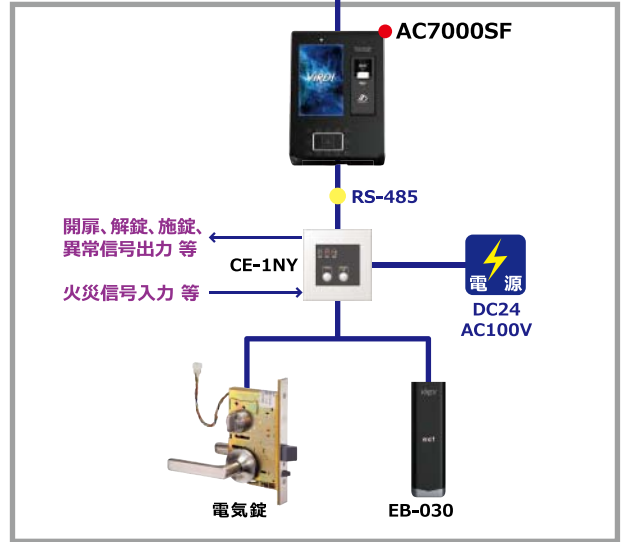 AC7000SF
ViRDI
RS-485
開扉、解錠、施錠、
異常信号出力 等
CE-1NY
火災信号入力 等
電 源
DC24
AC100V
電気錠
EB-030